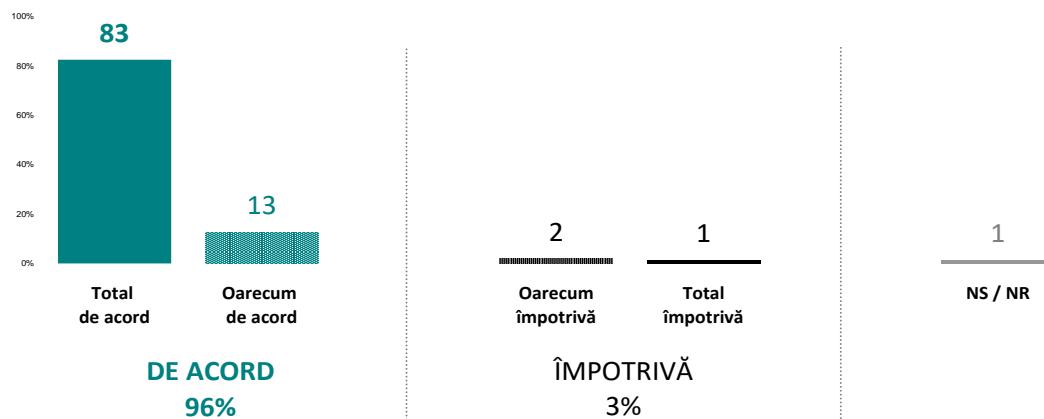 100%
80%
60%
40%
20%
0%
83
13
2
1
1
Total
de acord
Oarecum
de acord
Oarecum
împotrivă
Total
împotrivă
NS / NR
DE ACORD
96%
ÎMPOTRIVĂ
3%